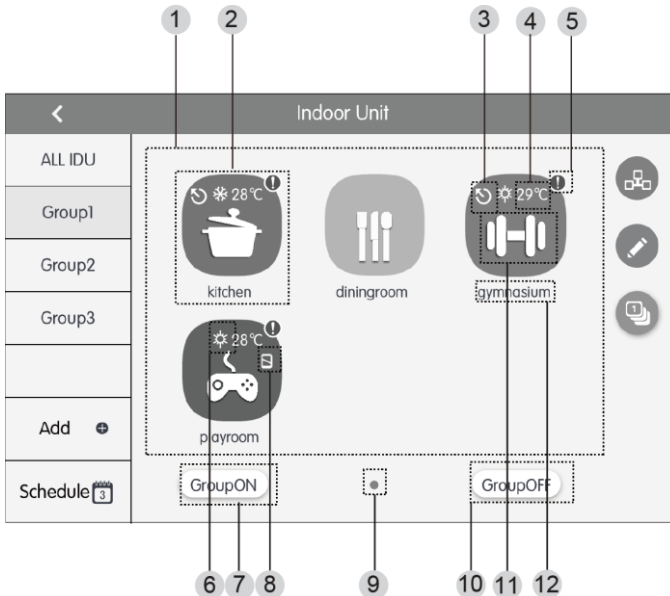 1 2 3 4 5
Indoor Unit
ALL IDU
Group1
Group2
Group3
Add
Schedule 3
28℃
kitchen
diningroom
29℃
gymnasium
1
28℃
playroom
GroupON
GroupOFF
6 7 8 9 10 11 12